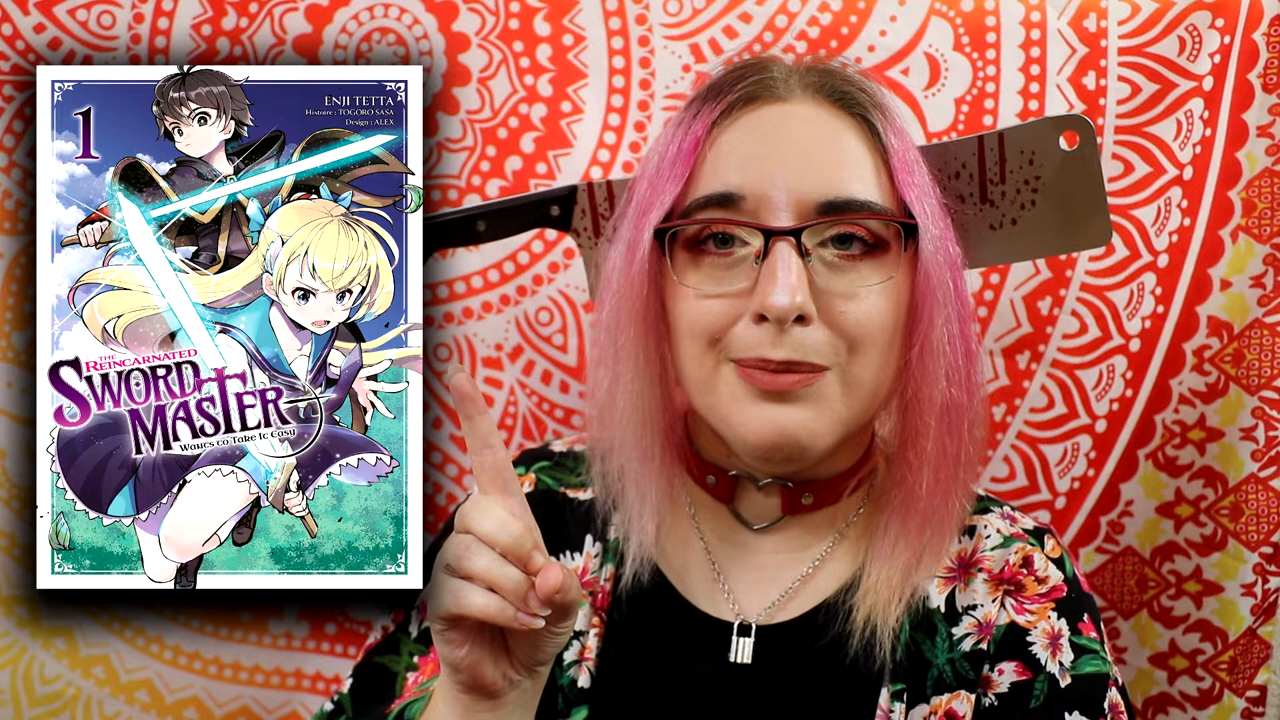 1
ENJI TETTA
Histoire : TOGORO SASA
Design : ALEX
THE
REINCARNATED
SWORD
MASTER
Wants to Take It Easy